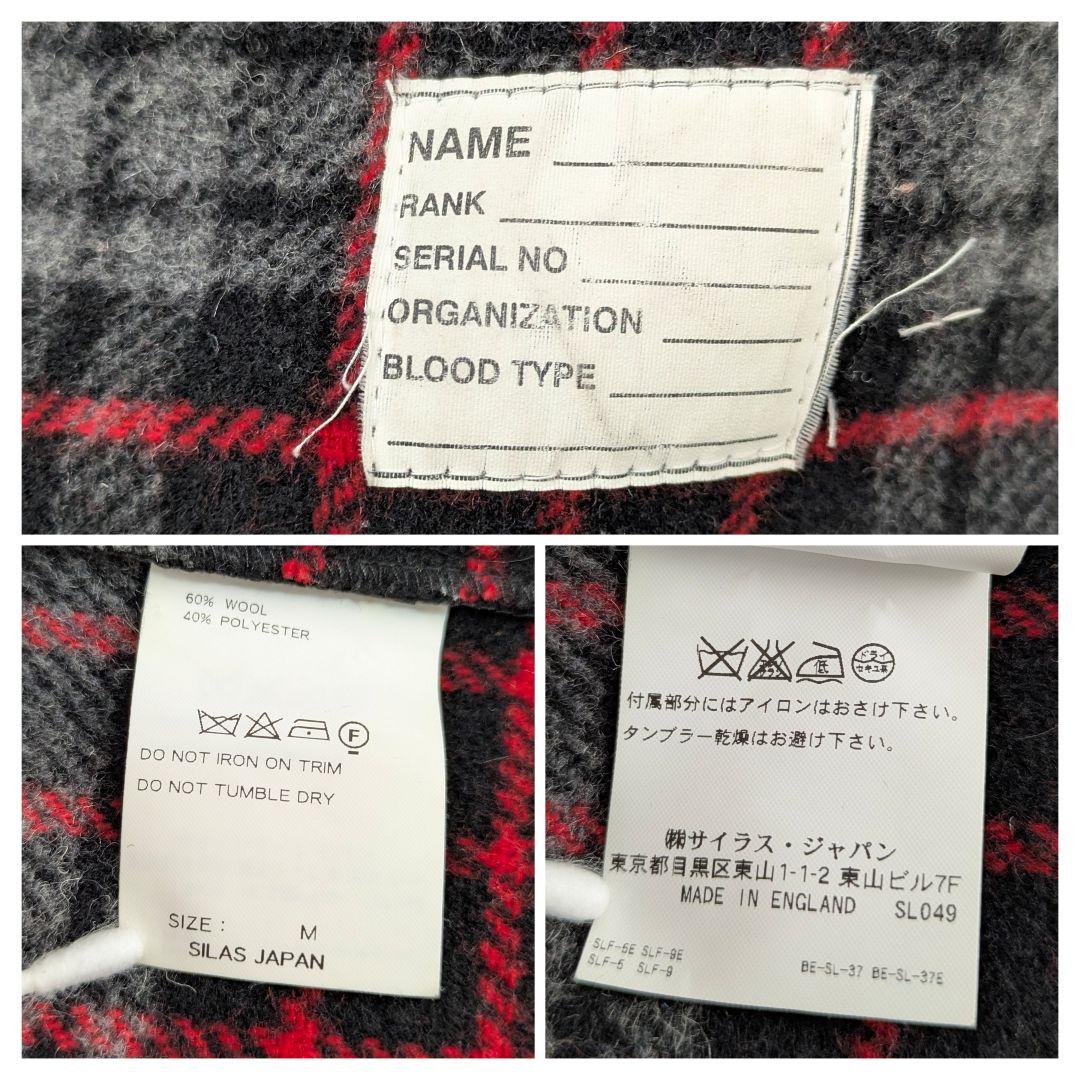 NAME
RANK
SERIAL NO
ORGANIZATION
BLOOD TYPE
60% WOOL
40% POLYESTER
F
DO NOT IRON ON TRIM
DO NOT TUMBLE DRY
SIZE : M
SILAS JAPAN
低 ドライ セキユ系
付属部分にはアイロンはおさけ下さい。
タンブラー乾燥はお避け下さい。
㈱サイラス・ジャパン
東京都目黒区東山1-1-2 東山ビル7F
MADE IN ENGLAND SL049
SLF-5E SLF-9E
SLF-5 SLF-9
BE-SL-37 BE-SL-37E